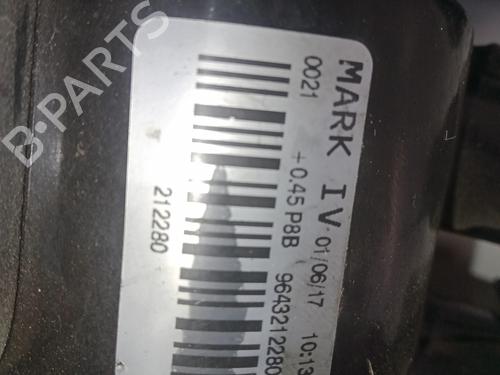 MARK IV 01/06/17 10:13
0021 +0.45 P8B 9643212280
212280
B-PARTS